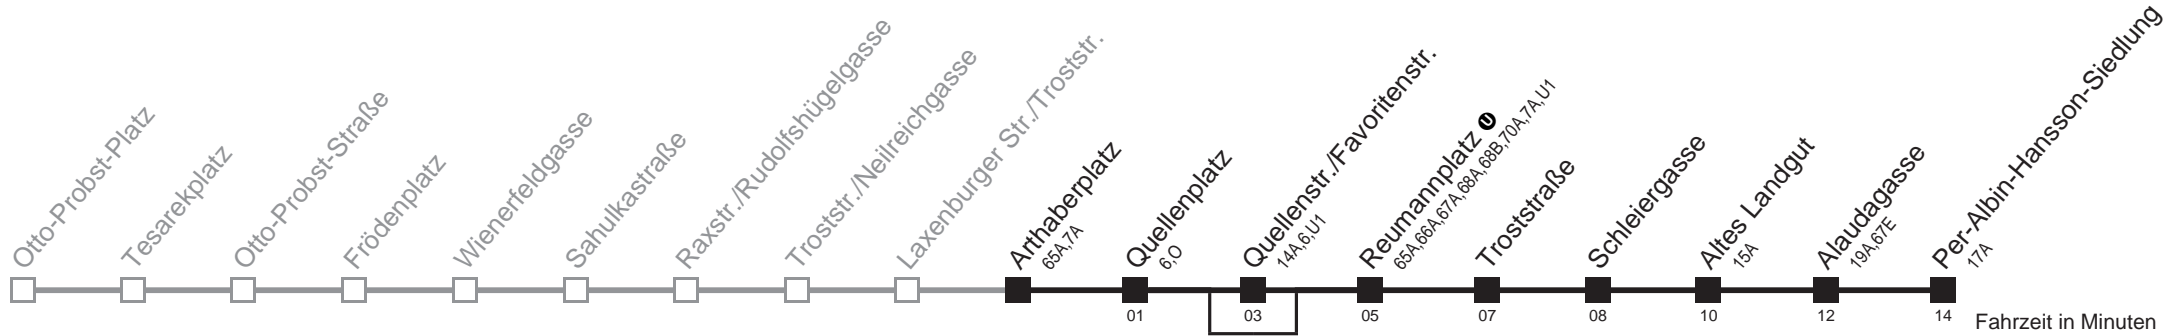 Otto-Probst-Platz
Tesarekplatz
Otto-Probst-Straße
Frödenplatz
Wienerfeldgasse
Sahulkastraße
Raxstr./Rudolfshügelgasse
Troststr./Neilreichgasse
Laxenburger Str./Troststr.
Arthaberplatz
65A,7A
Quellenplatz
6,O
Quellenstr./Favoritenstr.
14A,6,U1
Reumannplatz U
65A,66A,67A,68A,68B,70A,7A,U1
Troststraße
Schleiergasse
Altes Landgut
15A
Alaudagasse
19A,67E
Per-Albin-Hansson-Siedlung
17A
01
03
05
07
08
10
12
14
Fahrzeit in Minuten